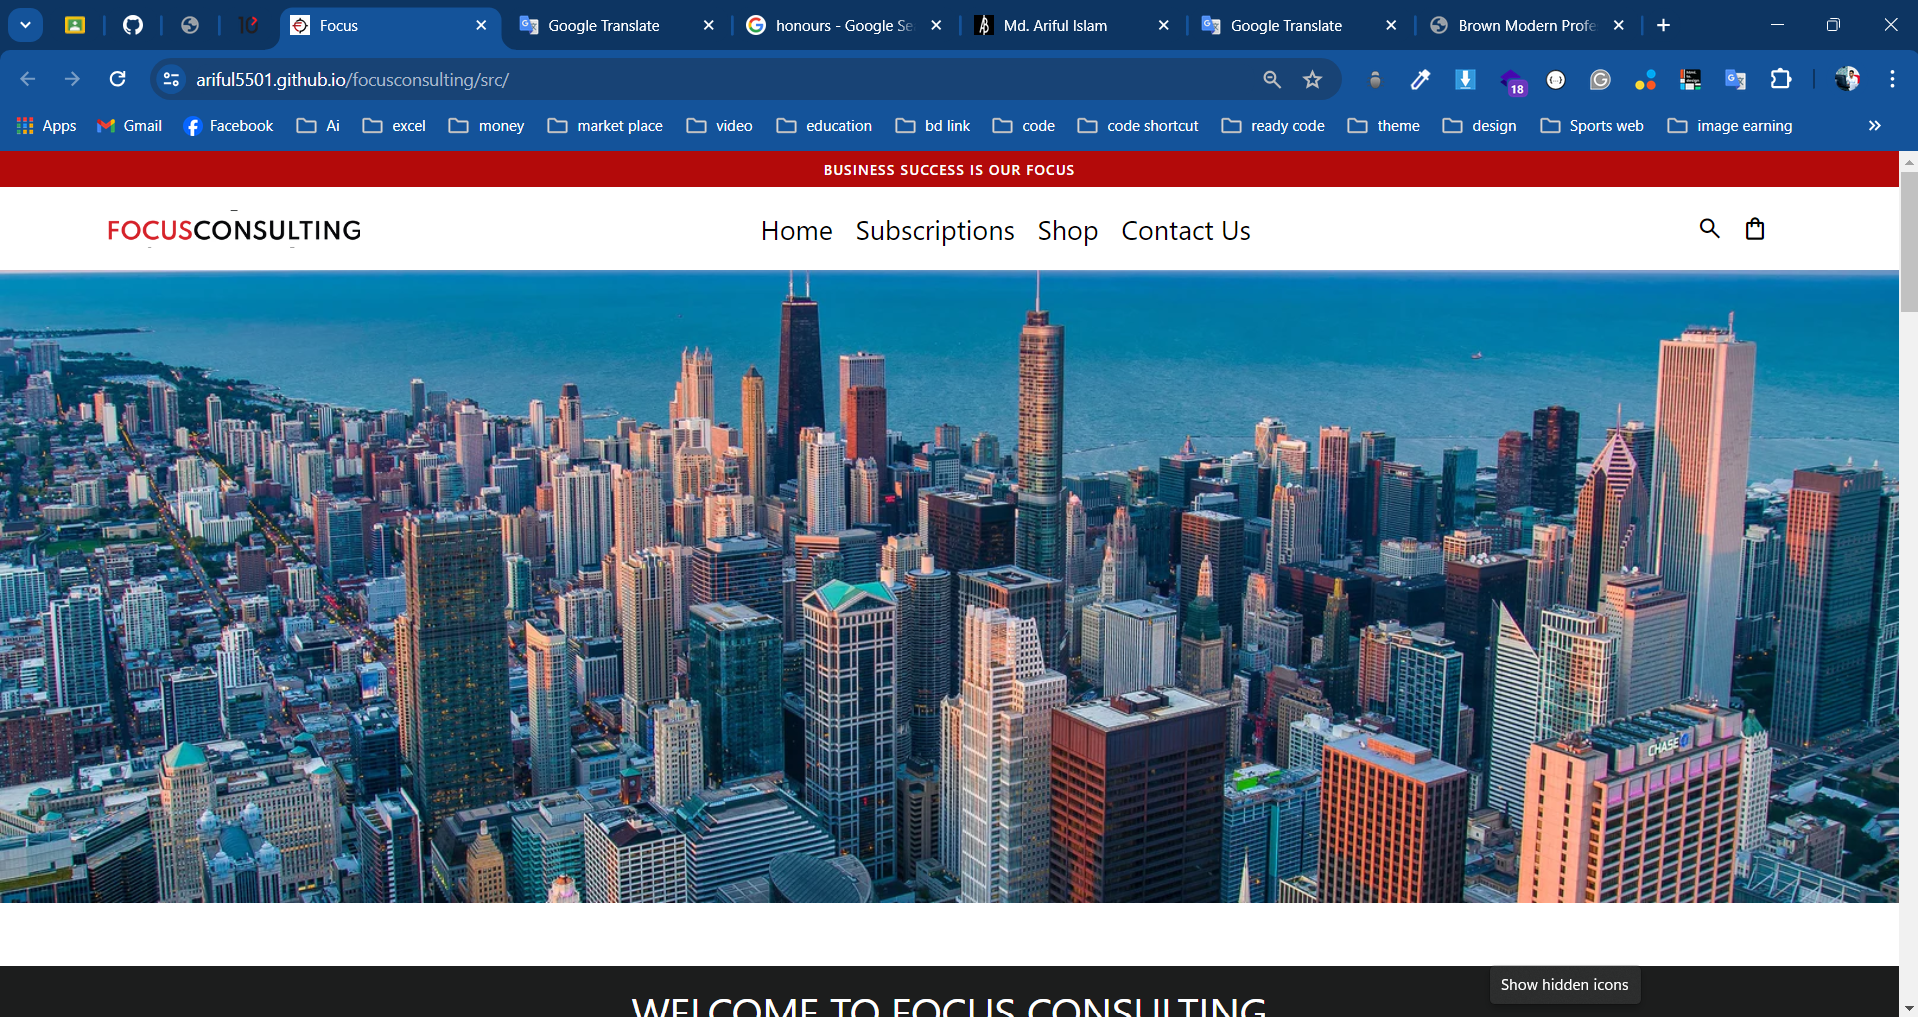 Focus
Google Translate
honours - Google Se
Md. Ariful Islam
Google Translate
Brown Modern Profe
ariful5501.github.io/focusconsulting/src/
18
Apps
Gmail
Facebook
Ai
excel
money
market place
video
education
bd link
code
code shortcut
ready code
theme
design
Sports web
image earning
BUSINESS SUCCESS IS OUR FOCUS
FOCUSCONSULTING
Home
Subscriptions
Shop
Contact Us
CHASE
WELCOME TO FOCUS CONSULTING
Show hidden icons